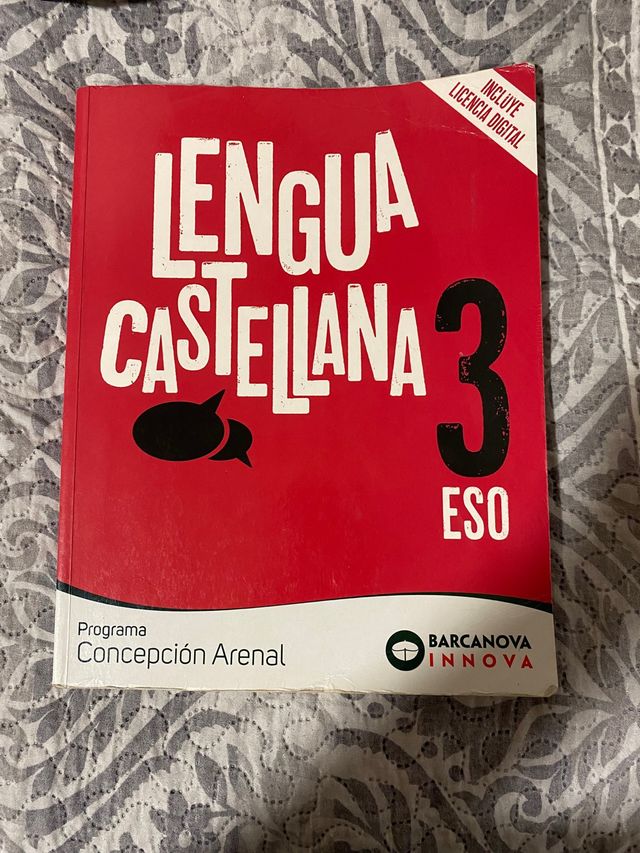 INCLUYE
LICENCIA DIGITAL
LENGUA
CASTELLANA
3
ESO
Programa
Concepción Arenal
BARCANOVA
INNOVA